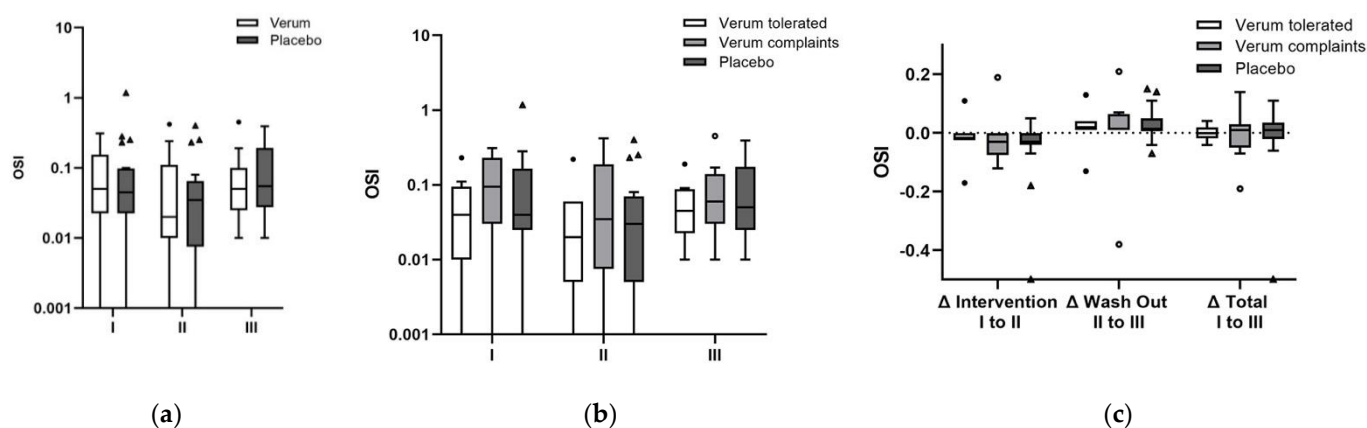 Verum
Placebo
10
1
0.1
0.01
0.001
OSI
I
II
III
(a)
Verum tolerated
Verum complaints
Placebo
10
1
0.1
0.01
0.001
OSI
I
II
III
(b)
Verum tolerated
Verum complaints
Placebo
0.2
0.0
-0.2
-0.4
OSI
Δ Intervention
I to II
Δ Wash Out
II to III
Δ Total
I to III
(c)